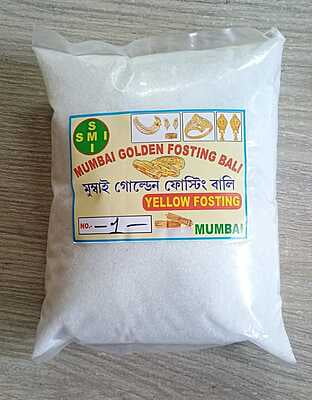 S
SMI
I
MUMBAI GOLDEN FOSTING BALI
মুম্বাই গোল্ডেন ফোস্টিং বালি
YELLOW FOSTING
NO.- -1-
MUMBAI